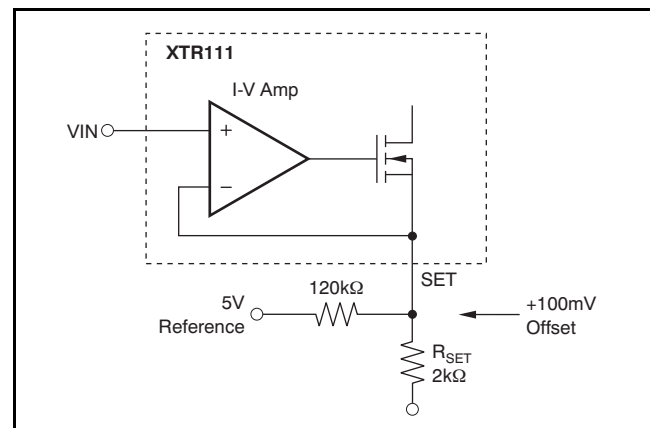 XTR111
I-V Amp
VIN
+
−
SET
120kΩ
5V
Reference
+100mV
Offset
RSET
2kΩ